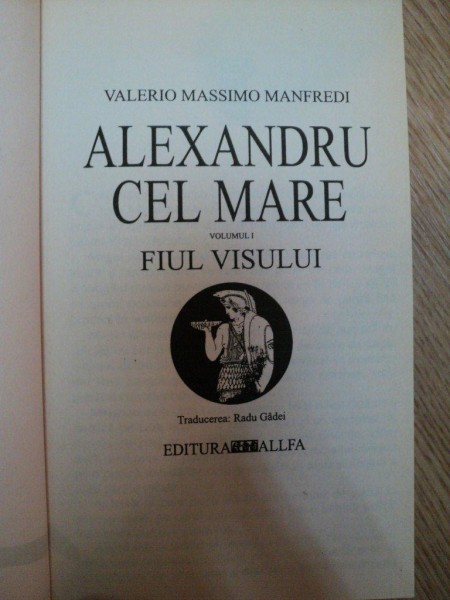 VALERIO MASSIMO MANFREDI
ALEXANDRU
CEL MARE
VOLUMUL I
FIUL VISULUI
Traducerea: Radu Gâdei
EDITURA ALLFA